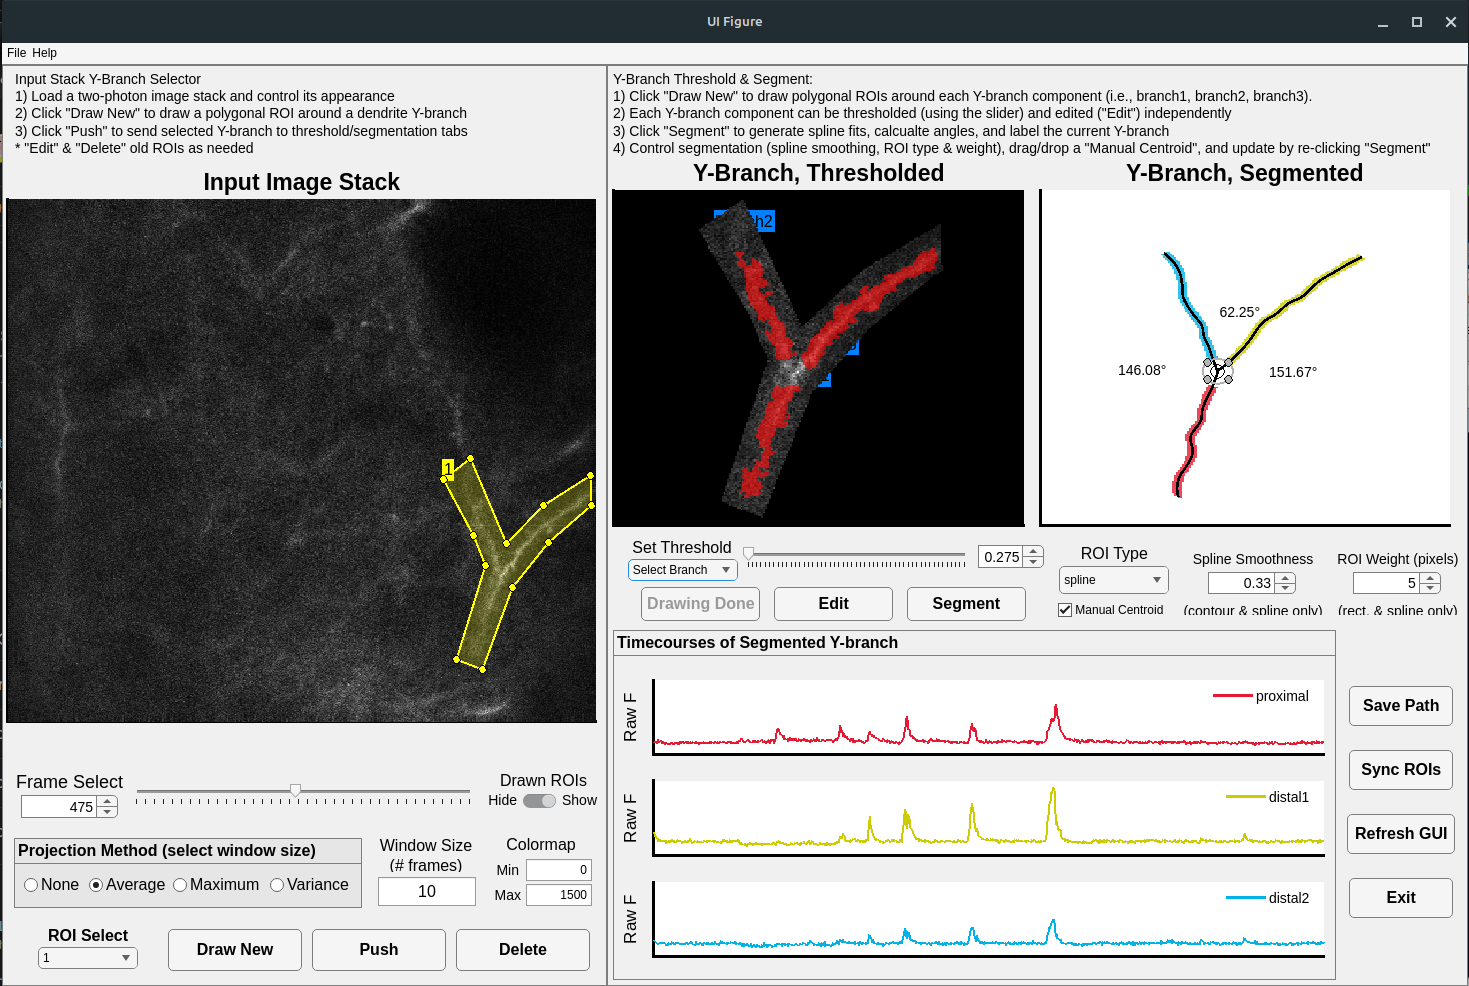 UI Figure
File Help
Input Stack Y-Branch Selector
1) Load a two-photon image stack and control its appearance
2) Click "Draw New" to draw a polygonal ROI around a dendrite Y-branch
3) Click "Push" to send selected Y-branch to threshold/segmentation tabs
* "Edit" & "Delete" old ROIs as needed
Input Image Stack
1
Frame Select
475
Drawn ROIs
Hide Show
Projection Method (select window size)
None Average Maximum Variance
Window Size
(# frames)
10
Colormap
Min 0
Max 1500
ROI Select
1
Draw New
Push
Delete
Y-Branch Threshold & Segment:
1) Click "Draw New" to draw polygonal ROIs around each Y-branch component (i.e., branch1, branch2, branch3).
2) Each Y-branch component can be thresholded (using the slider) and edited ("Edit") independently
3) Click "Segment" to generate spline fits, calcualte angles, and label the current Y-branch
4) Control segmentation (spline smoothing, ROI type & weight), drag/drop a "Manual Centroid", and update by re-clicking "Segment"
Y-Branch, Thresholded
h2
Y-Branch, Segmented
62.25°
146.08°
151.67°
Set Threshold
Select Branch
0.275
Drawing Done
Edit
Segment
ROI Type
spline
Manual Centroid
Spline Smoothness
0.33
(contour & spline only)
ROI Weight (pixels)
5
(rect. & spline only)
Timecourses of Segmented Y-branch
Raw F
proximal
Raw F
distal1
Raw F
distal2
Save Path
Sync ROIs
Refresh GUI
Exit